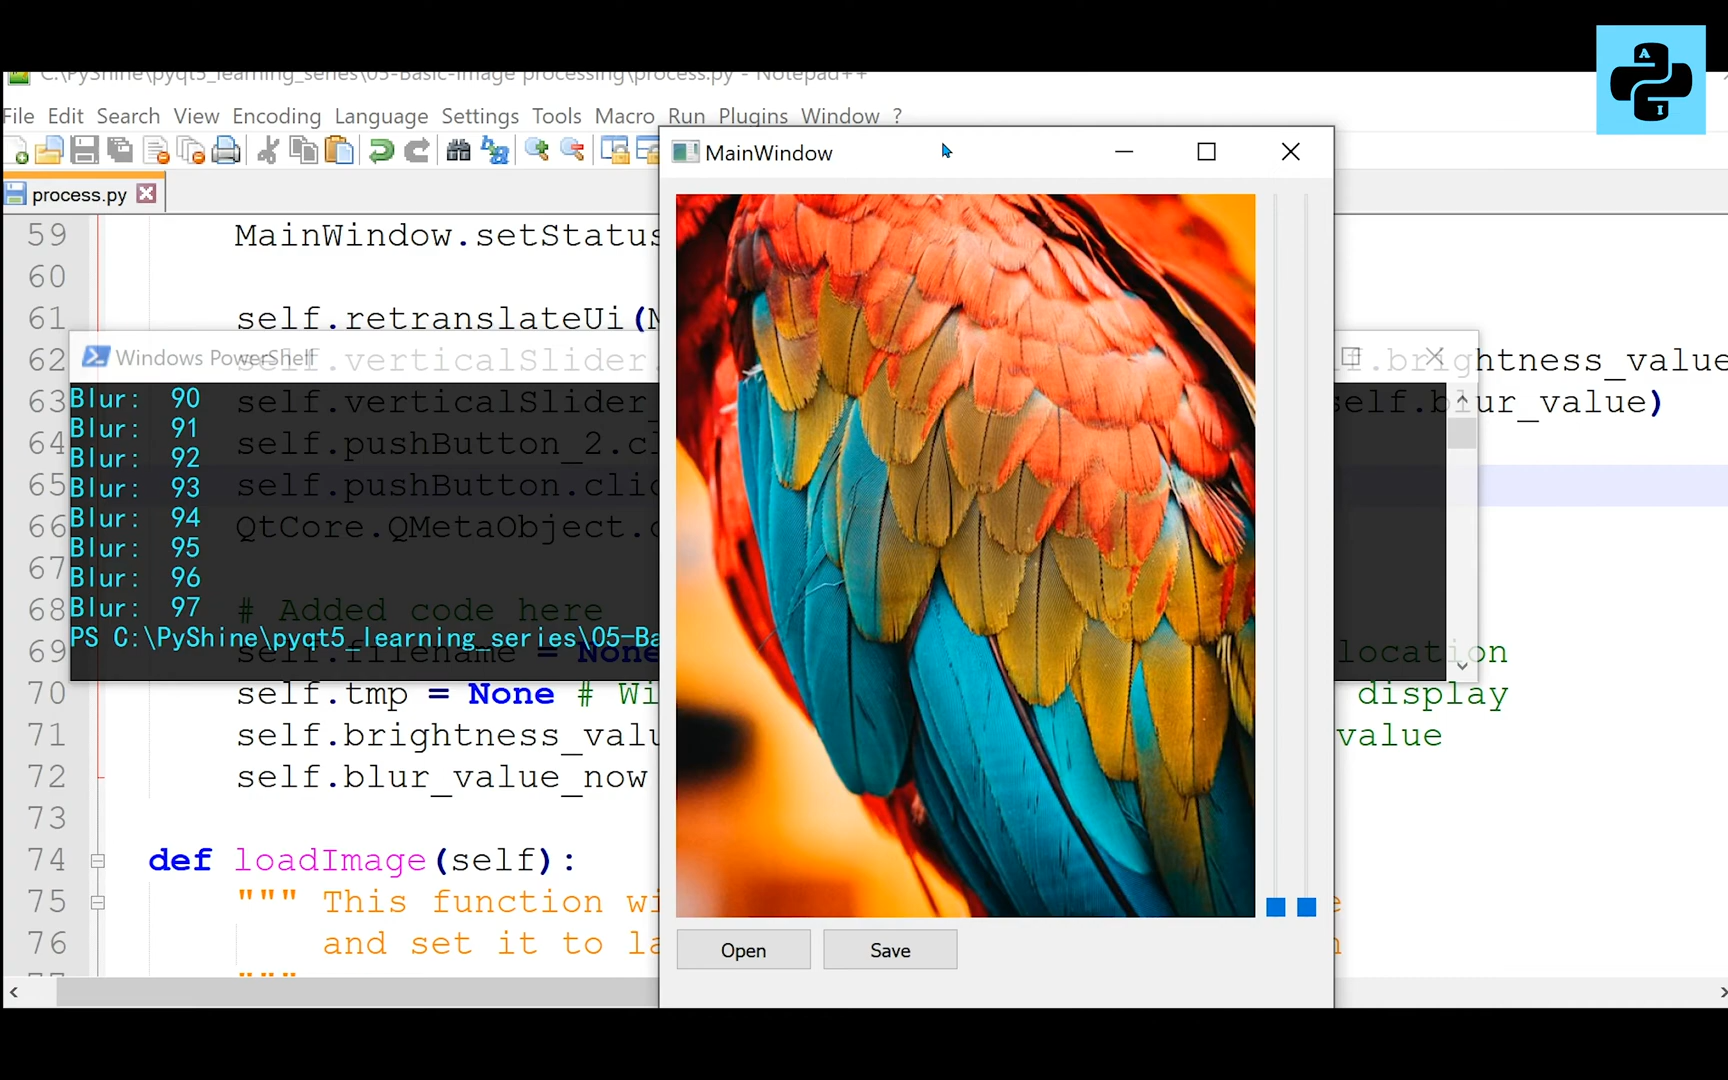 C:\PyShine\pyqt5_learning_series\05-Basic-Image processing\process.py - Notepad++
File Edit Search View Encoding Language Settings Tools Macro Run Plugins Window ?
process.py
MainWindow
59 MainWindow.setStatus
60
61 self.retranslateUi(
Windows PowerShell
62 self.verticalSlider. f.brightness_value
63 self.verticalSlider_ self.blur_value)
64 self.pushButton_2.cl
65 self.pushButton.clic
66 QtCore.QMetaObject.
67
68 # Added code here
69 self.filename = None location
70 self.tmp = None # Wi display
71 self.brightness_valu value
72 self.blur_value_now
73
74 def loadImage(self):
75 """ This function wi e
76 and set it to la
"""
Blur: 90
Blur: 91
Blur: 92
Blur: 93
Blur: 94
Blur: 95
Blur: 96
Blur: 97
PS C:\PyShine\pyqt5_learning_series\05-Ba
Open Save
A
I